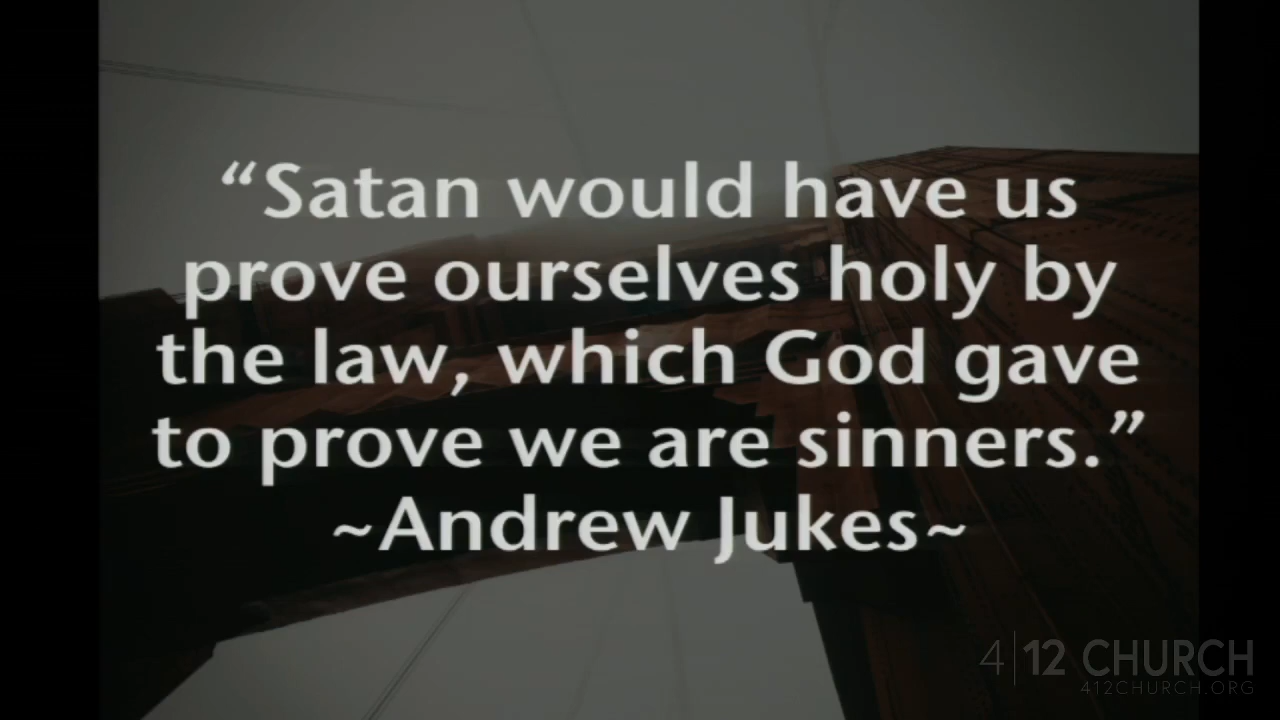 “Satan would have us
prove ourselves holy by
the law, which God gave
to prove we are sinners.”
~Andrew Jukes~
4|12 CHURCH
412CHURCH.ORG